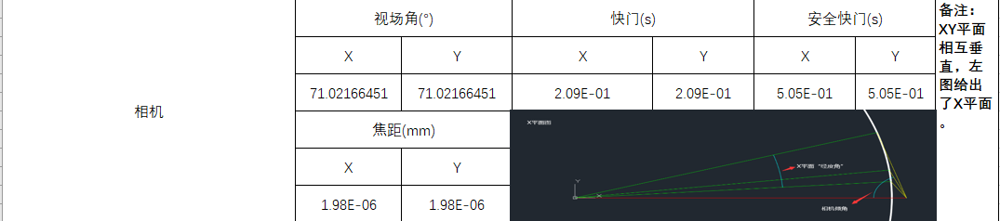 视场角(°)
快门(s)
安全快门(s)
X
Y
X
Y
X
Y
71.02166451
71.02166451
2.09E-01
2.09E-01
5.05E-01
5.05E-01
相机
焦距(mm)
X
Y
1.98E-06
1.98E-06
备注：
XY平面
相互垂
直，左
图给出
了X平面
。
X平面图
X平面“径皮角”
相机倾角
Y
X